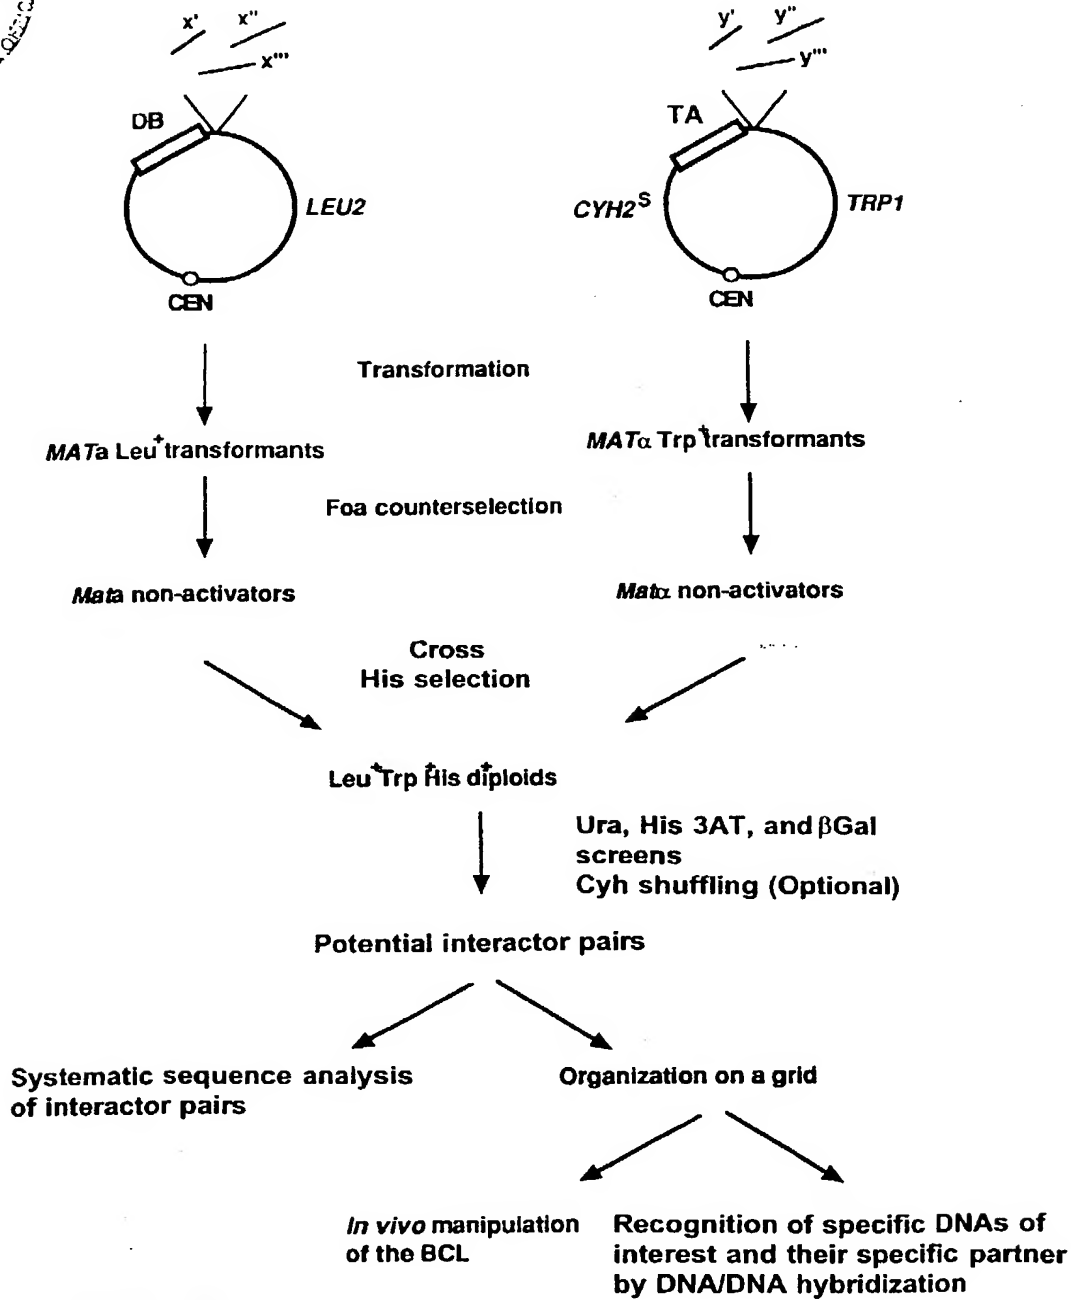 x' x'' x'''
y' y'' y'''
DB
TA
LEU2
CYH2S
TRP1
CEN
CEN
Transformation
MATa Leu+ transformants
MATα Trp+ transformants
Foa counterselection
Mata non-activators
Matα non-activators
Cross
His selection
Leu+ Trp+ His+ diploids
Ura, His 3AT, and βGal
screens
Cyh shuffling (Optional)
Potential interactor pairs
Systematic sequence analysis
of interactor pairs
Organization on a grid
In vivo manipulation
of the BCL
Recognition of specific DNAs of
interest and their specific partner
by DNA/DNA hybridization